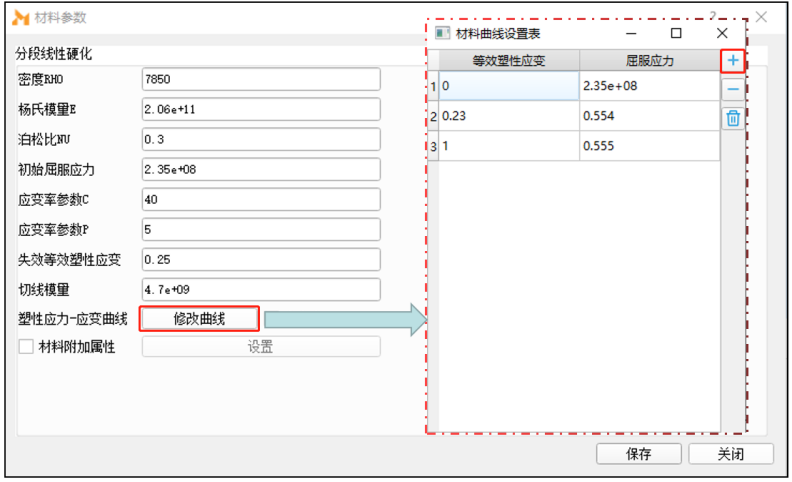 材料参数
?
分段线性硬化
密度RHO 7850
杨氏模量E 2.06e+11
泊松比NU 0.3
初始屈服应力 2.35e+08
应变率参数C 40
应变率参数P 5
失效等效塑性应变 0.25
切线模量 4.7e+09
塑性应力-应变曲线 修改曲线
材料附加属性 设置
材料曲线设置表
等效塑性应变 屈服应力
1 0 2.35e+08
2 0.23 0.554
3 1 0.555
保存 关闭